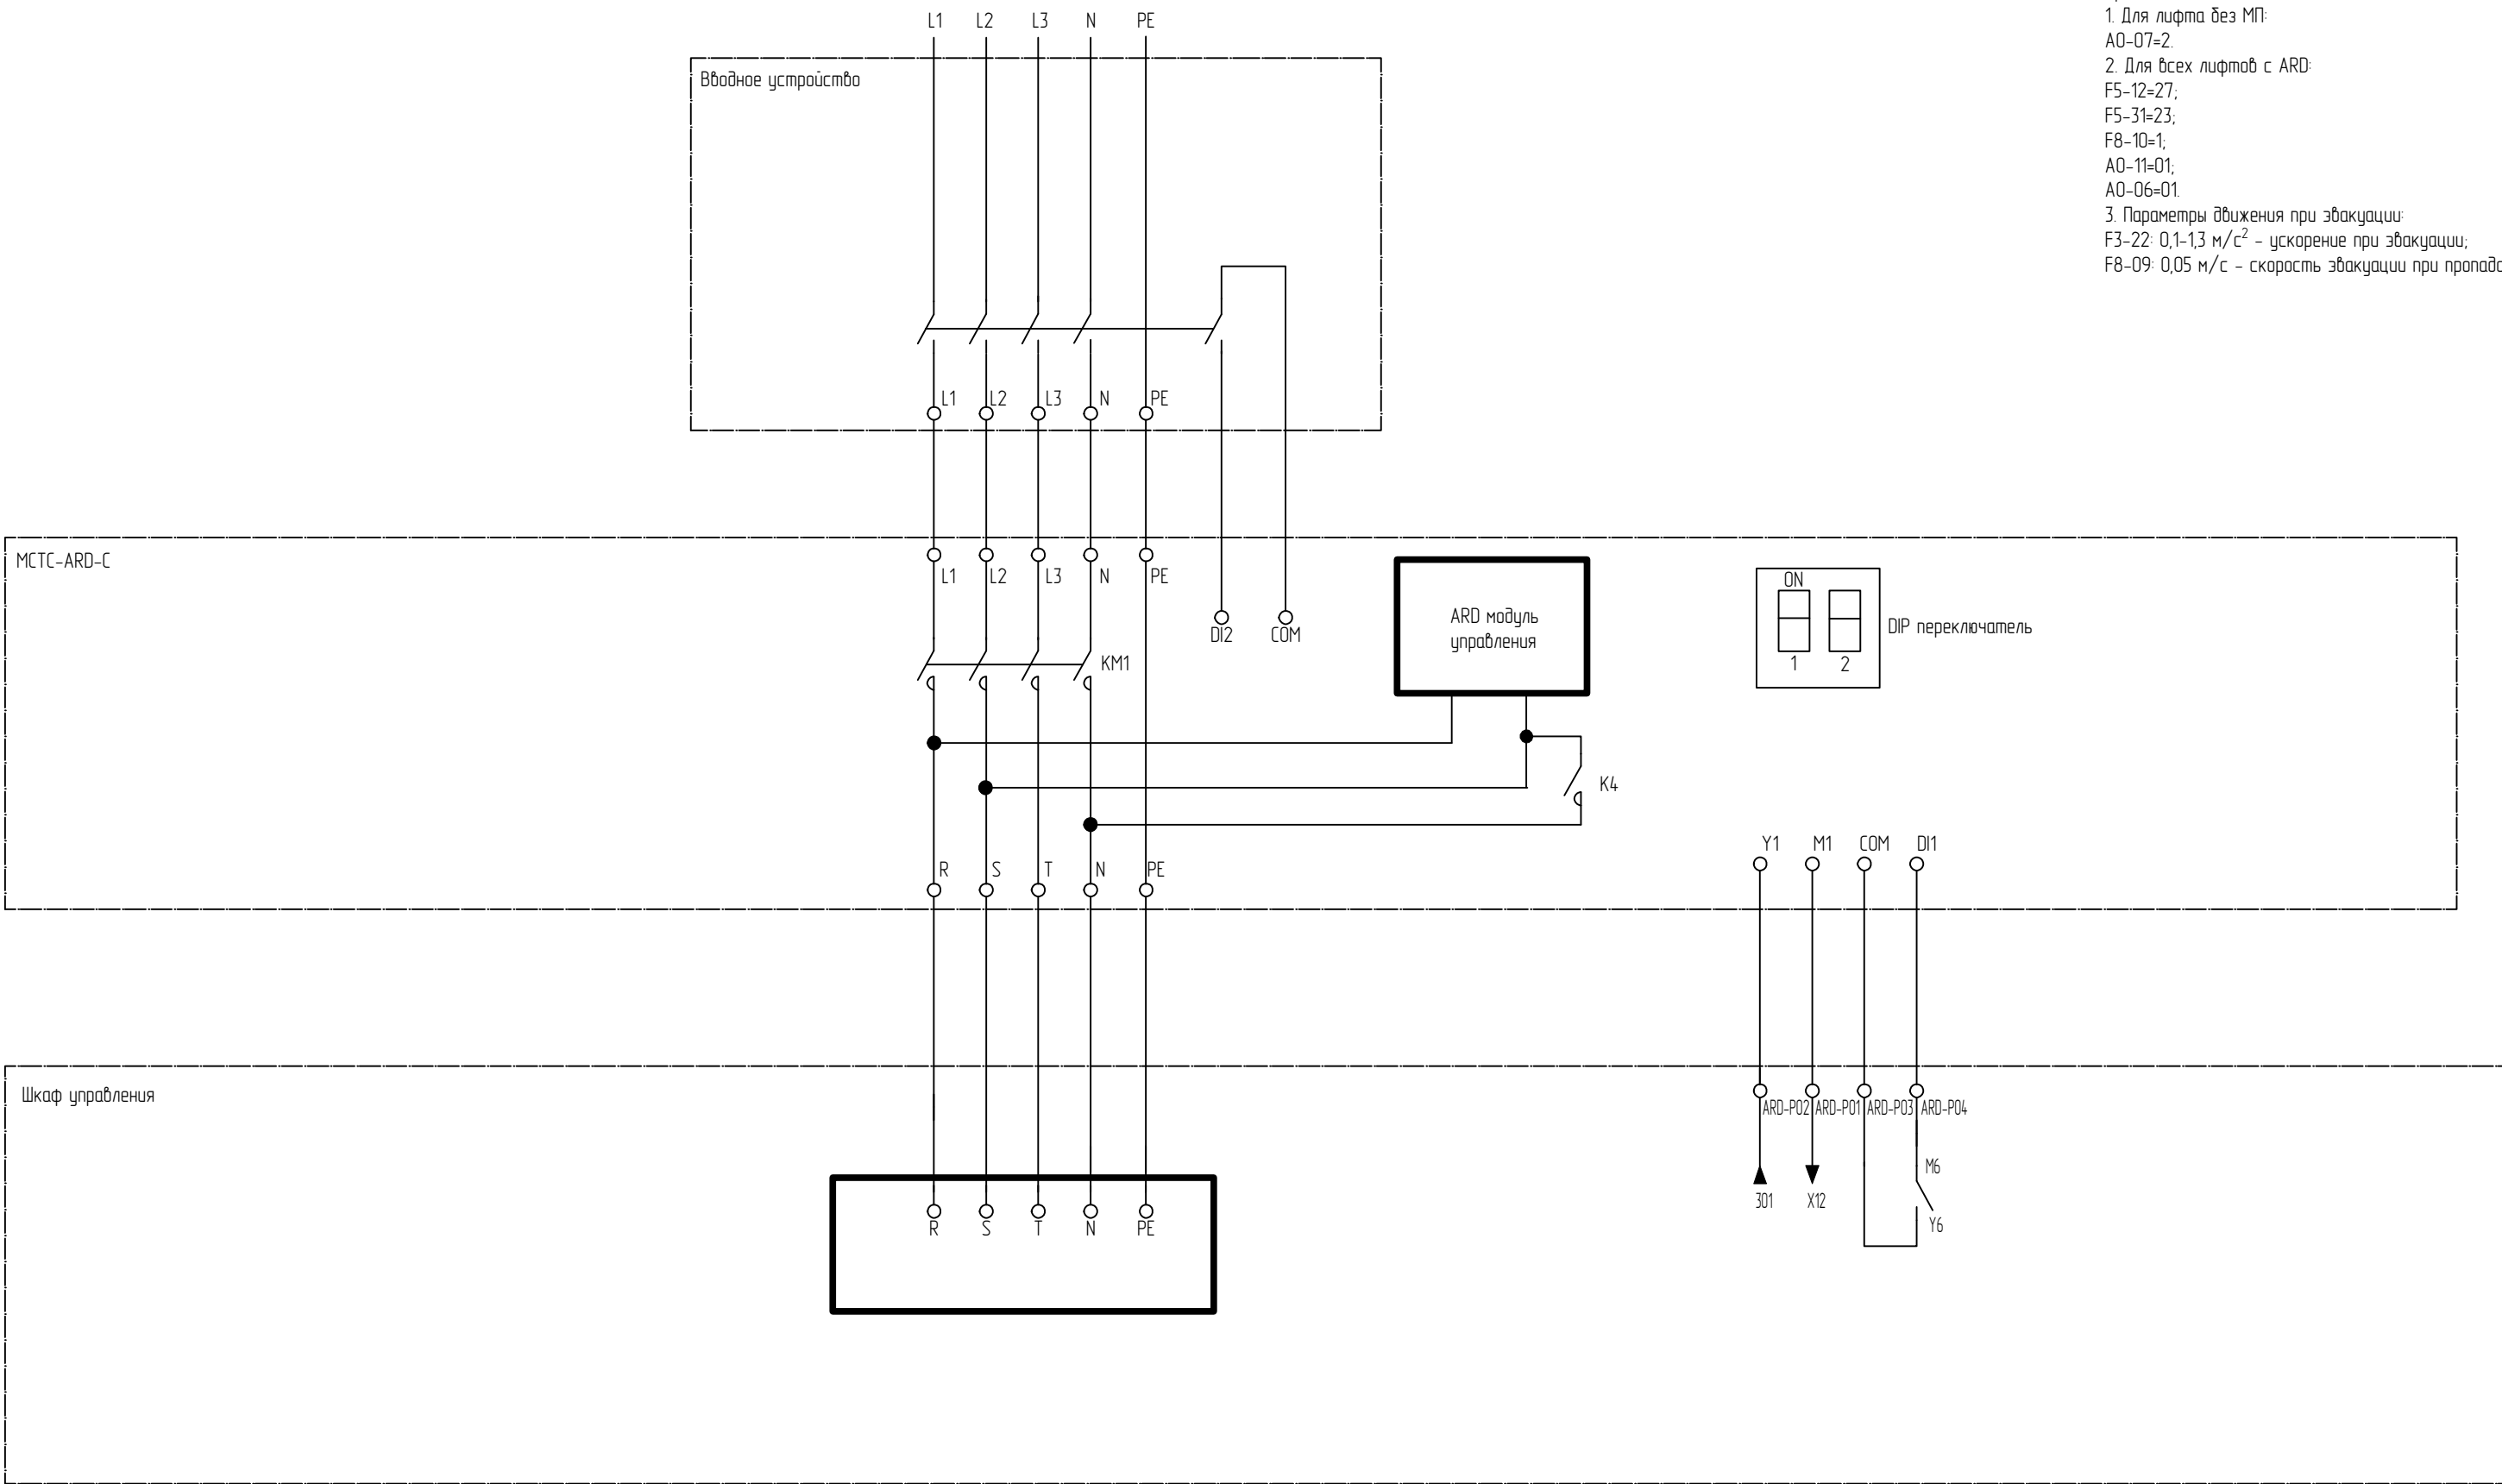 L1 L2 L3 N PE
Вводное устройство
L1 L2 L3 N PE
1. Для лифта без МП:
А0-07=2.
2. Для всех лифтов с ARD:
F5-12=27;
F5-31=23;
F8-10=1;
А0-11=01;
А0-06=01.
3. Параметры движения при эвакуации:
F3-22: 0,1-1,3 м/с² - ускорение при эвакуации;
F8-09: 0,05 м/с - скорость эвакуации при
MCTC-ARD-C
L1 L2 L3 N PE
DI2 COM
KM1
ARD модуль
управления
ON
1 2
DIP переключатель
K4
R S T N PE
Y1 M1 COM DI1
Шкаф управления
ARD-P02 ARD-P01 ARD-P03 ARD-P04
301 X12
M6
Y6
R S T N PE